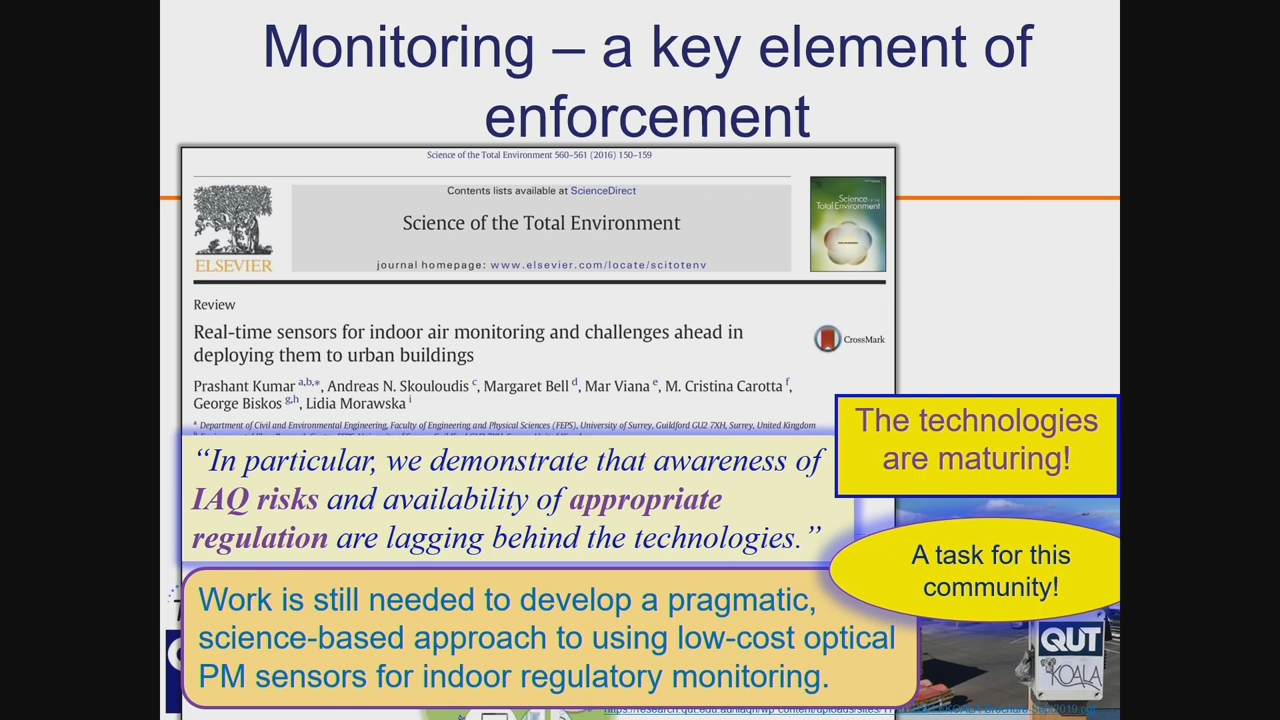 Monitoring – a key element of
enforcement
Science of the Total Environment 560–561 (2016) 150–159
Contents lists available at ScienceDirect
Science of the Total Environment
journal homepage: www.elsevier.com/locate/scitotenv
ELSEVIER
Science of the
Total Environment
Review
Real-time sensors for indoor air monitoring and challenges ahead in
deploying them to urban buildings
CrossMark
Prashant Kumar a,b,*, Andreas N. Skouloudis c, Margaret Bell d, Mar Viana e, M. Cristina Carotta f,
George Biskos g,h, Lidia Morawska i
a Department of Civil and Environmental Engineering, Faculty of Engineering and Physical Sciences (FEPS), University of Surrey, Guildford GU2 7XH, Surrey, United Kingdom
The technologies
are maturing!
“In particular, we demonstrate that awareness of
IAQ risks and availability of appropriate
regulation are lagging behind the technologies.”
A task for this
community!
Work is still needed to develop a pragmatic,
science-based approach to using low-cost optical
PM sensors for indoor regulatory monitoring.
QUT
KOALA